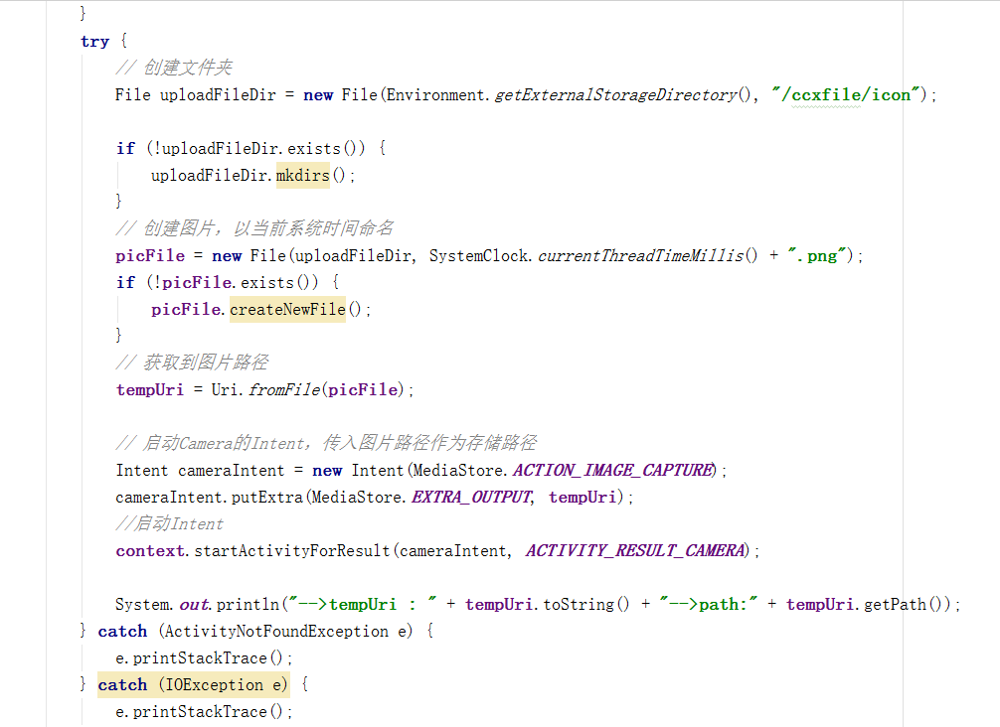 }
try {
// 创建文件夹
File uploadFileDir = new File(Environment.getExternalStorageDirectory(), "/ccxfile/icon");
if (!uploadFileDir.exists()) {
uploadFileDir.mkdirs();
}
// 创建图片，以当前系统时间命名
picFile = new File(uploadFileDir, SystemClock.currentThreadTimeMillis() + ".png");
if (!picFile.exists()) {
picFile.createNewFile();
}
// 获取到图片路径
tempUri = Uri.fromFile(picFile);
// 启动Camera的Intent，传入图片路径作为存储路径
Intent cameraIntent = new Intent(MediaStore.ACTION_IMAGE_CAPTURE);
cameraIntent.putExtra(MediaStore.EXTRA_OUTPUT, tempUri);
//启动Intent
context.startActivityForResult(cameraIntent, ACTIVITY_RESULT_CAMERA);
System.out.println("-->tempUri : " + tempUri.toString() + "-->path:" + tempUri.getPath());
} catch (ActivityNotFoundException e) {
e.printStackTrace();
} catch (IOException e) {
e.printStackTrace();